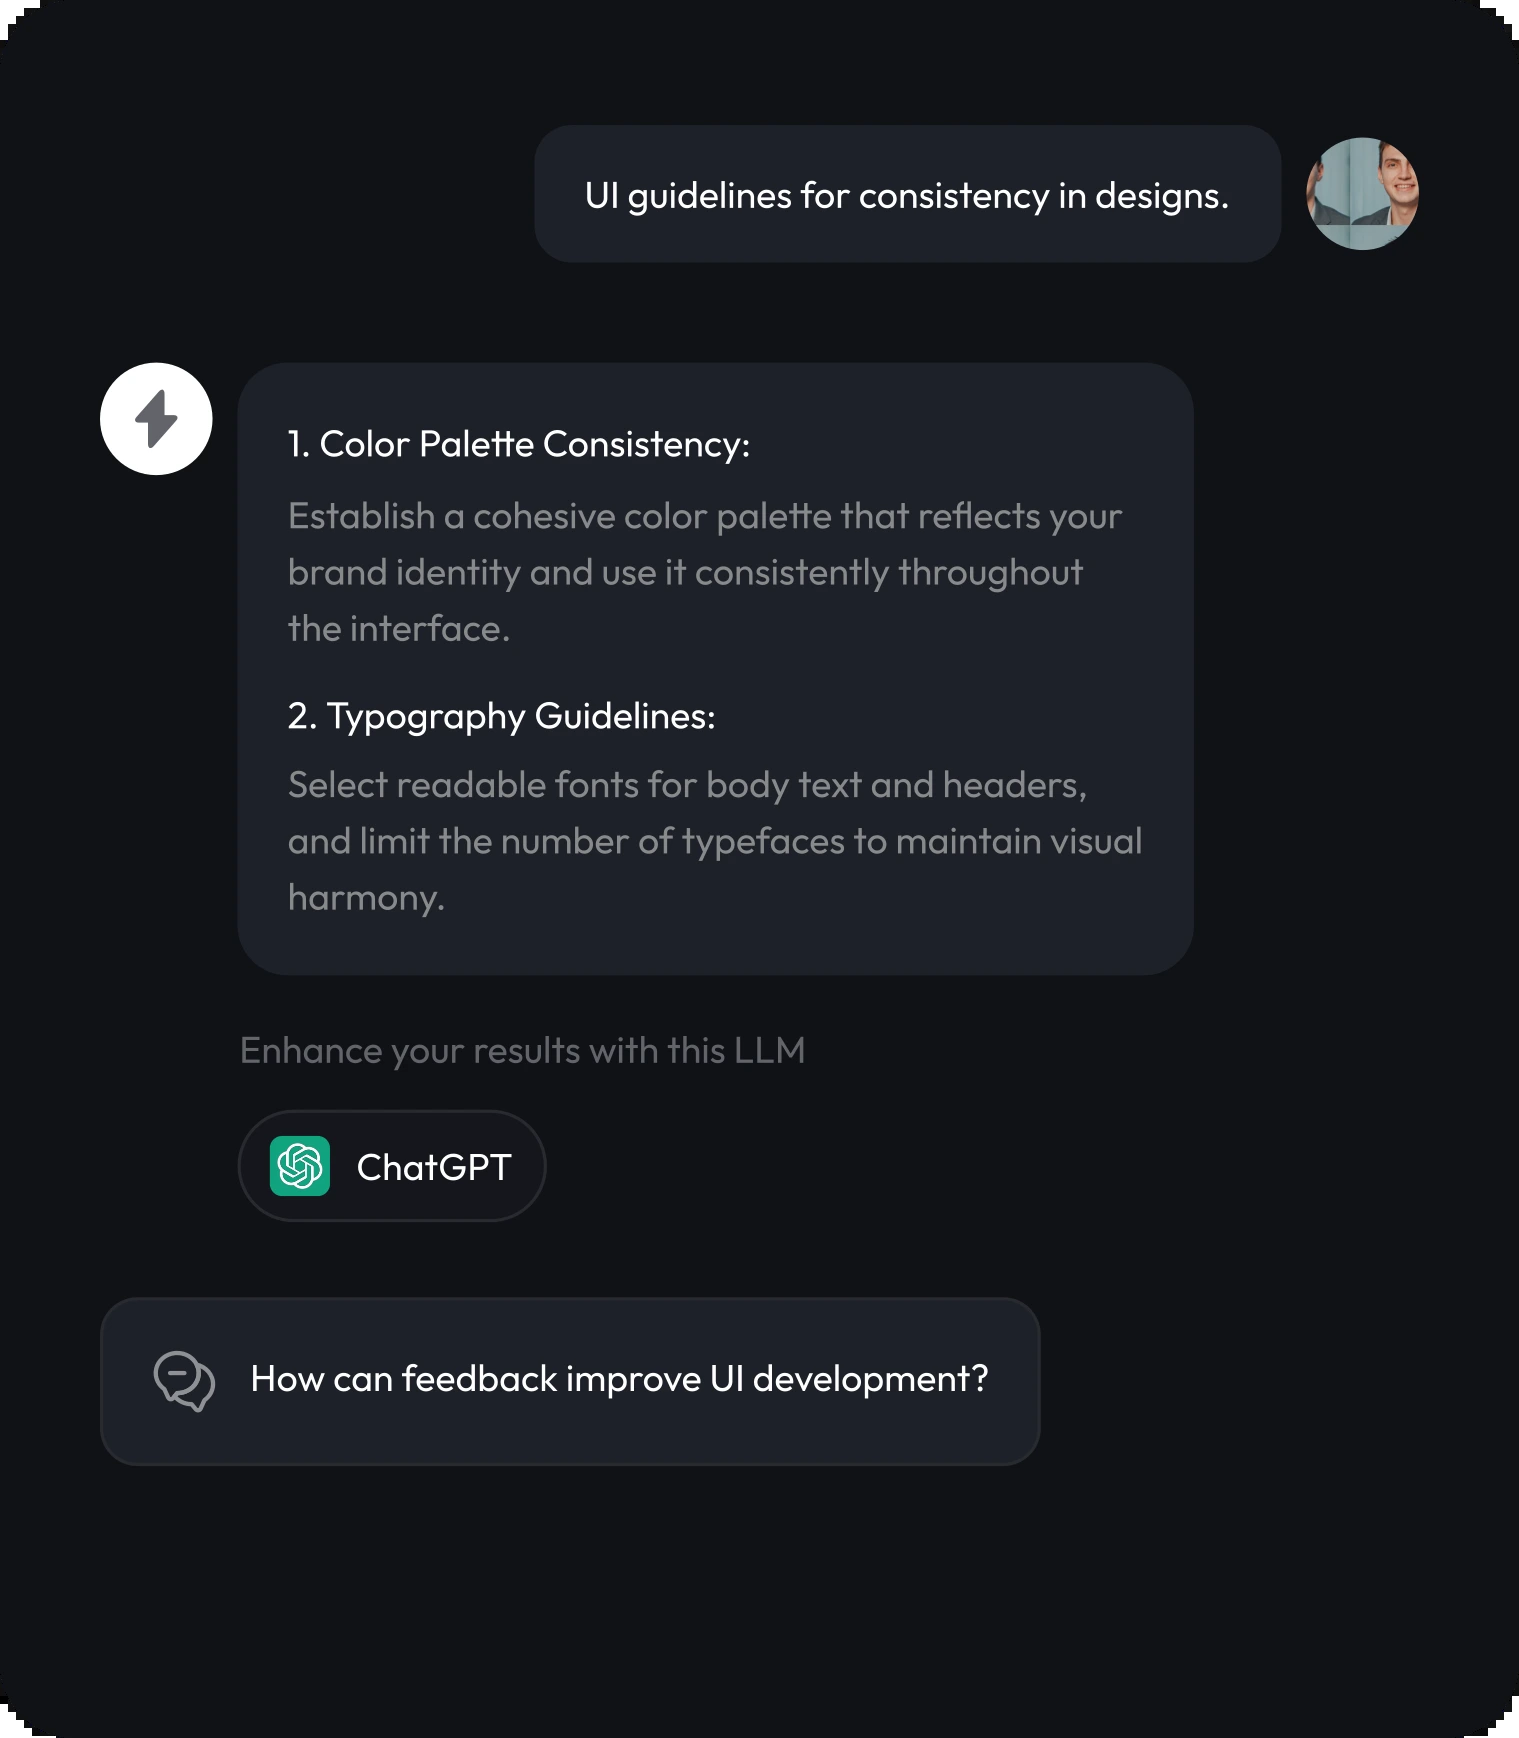 UI guidelines for consistency in designs.
1. Color Palette Consistency:
Establish a cohesive color palette that reflects your
brand identity and use it consistently throughout
the interface.
2. Typography Guidelines:
Select readable fonts for body text and headers,
and limit the number of typefaces to maintain visual
harmony.
Enhance your results with this LLM
ChatGPT
How can feedback improve UI development?